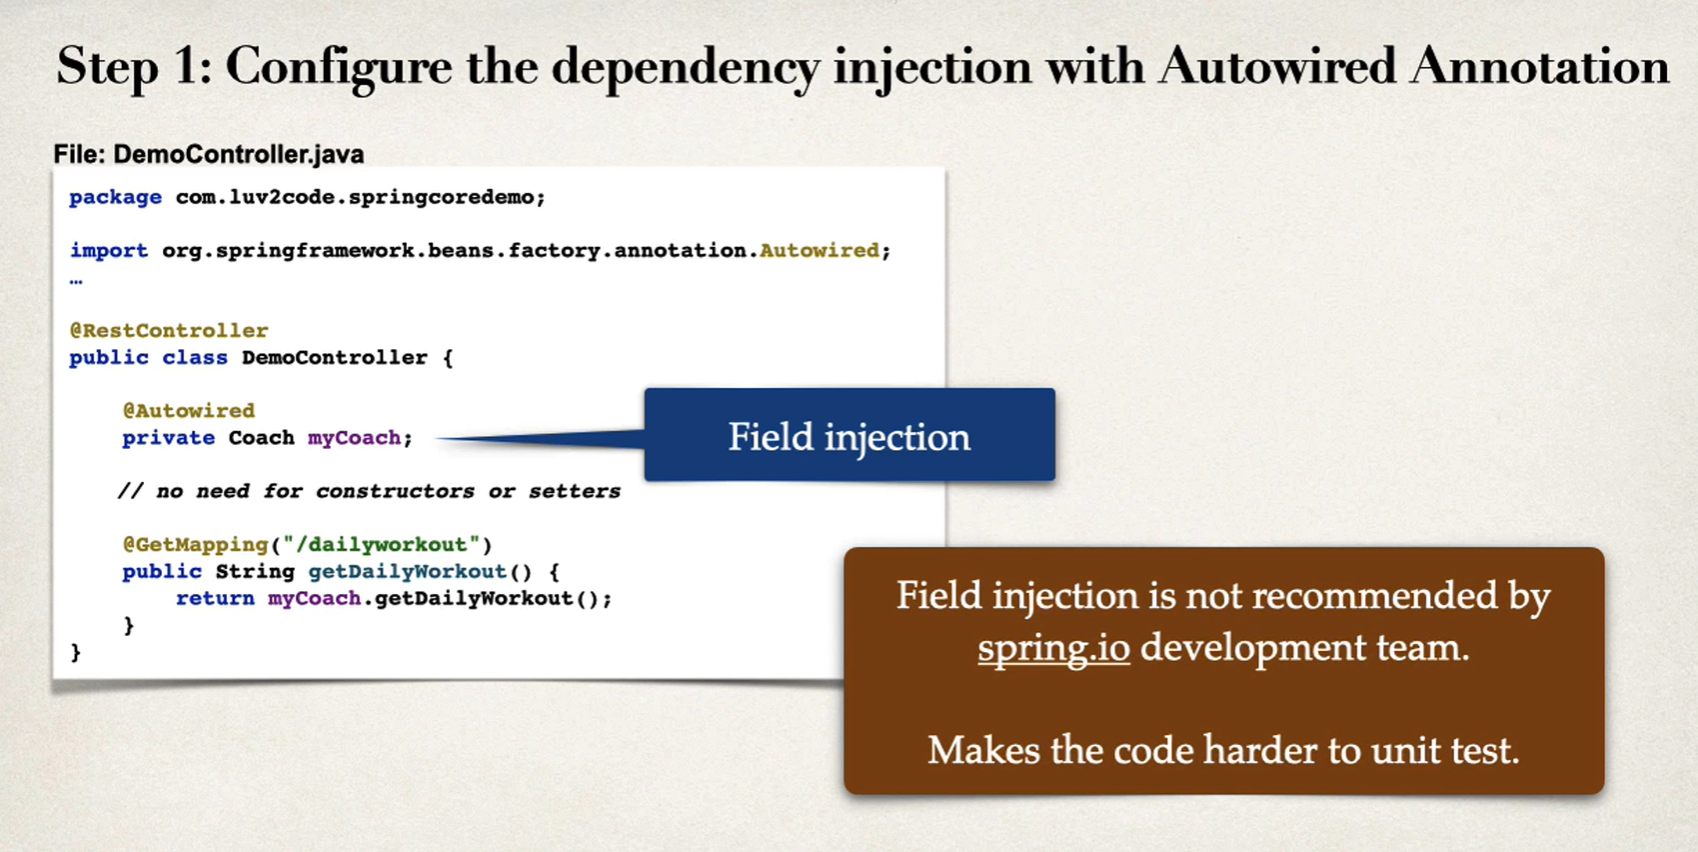 Step 1: Configure the dependency injection with Autowired Annotation
File: DemoController.java
package com.luv2code.springcoredemo;
import org.springframework.beans.factory.annotation.Autowired;
…
@RestController
public class DemoController {
@Autowired
private Coach myCoach;
Field injection
// no need for constructors or setters
@GetMapping("/dailyworkout")
public String getDailyWorkout() {
return myCoach.getDailyWorkout();
}
}
Field injection is not recommended by
spring.io development team.
Makes the code harder to unit test.